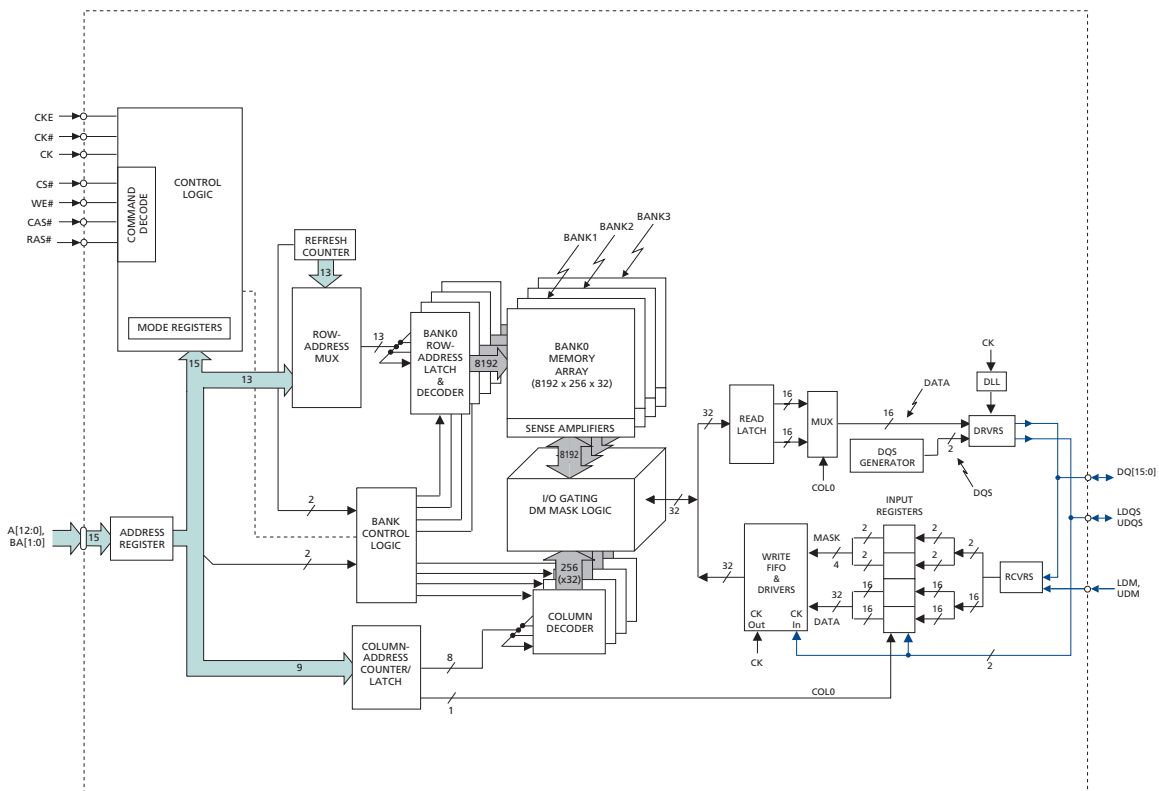 CKE
CK#
CK
CS#
WE#
CAS#
RAS#
COMMAND
DECODE
CONTROL
LOGIC
MODE REGISTERS
REFRESH
COUNTER
13
ROW-
ADDRESS
MUX
13
15
13
BANK0
ROW-
ADDRESS
LATCH
&
DECODER
8192
BANK1
BANK2
BANK3
BANK0
MEMORY
ARRAY
(8192 x 256 x 32)
SENSE AMPLIFIERS
8192
I/O GATING
DM MASK LOGIC
32
256
(x32)
COLUMN
DECODER
2
BANK
CONTROL
LOGIC
2
A[12:0],
BA[1:0]
15
ADDRESS
REGISTER
9
COLUMN-
ADDRESS
COUNTER/
LATCH
8
1
COL0
32
READ
LATCH
16
16
MUX
COL0
16
DATA
DQS
GENERATOR
2
DQS
CK
DLL
DRVRS
DQ[15:0]
LDQS
UDQS
LDM,
UDM
INPUT
REGISTERS
32
WRITE
FIFO
&
DRIVERS
CK
Out
CK
In
CK
MASK
4
32
DATA
2
2
16
16
2
2
16
16
2
16
RCVRS
2